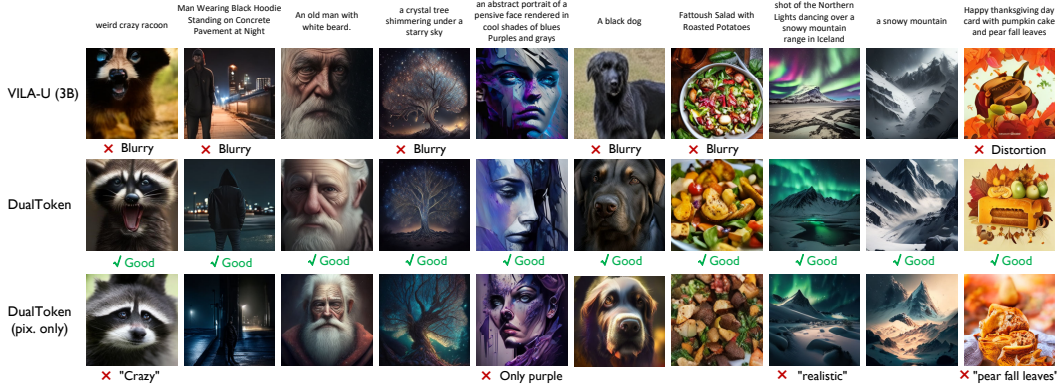 weird crazy racoon
Man Wearing Black Hoodie
Standing on Concrete
Pavement at Night
An old man with
white beard.
a crystal tree
shimmering under a
starry sky
an abstract portrait of a
pensive face rendered in
cool shades of blues
Purples and grays
A black dog
Fattoush Salad with
Roasted Potatoes
shot of the Northern
Lights dancing over a
snowy mountain
range in Iceland
a snowy mountain
Happy thanksgiving day
card with pumpkin cake
and pear fall leaves
VILA-U (3B)
✕ Blurry
✕ Blurry
✕ Blurry
✕ Blurry
✕ Blurry
✕ Distortion
DualToken
√ Good
√ Good
√ Good
√ Good
√ Good
√ Good
√ Good
√ Good
√ Good
√ Good
DualToken
(pix. only)
✕ "Crazy"
✕ Only purple
✕ "realistic"
✕ "pear fall leaves"